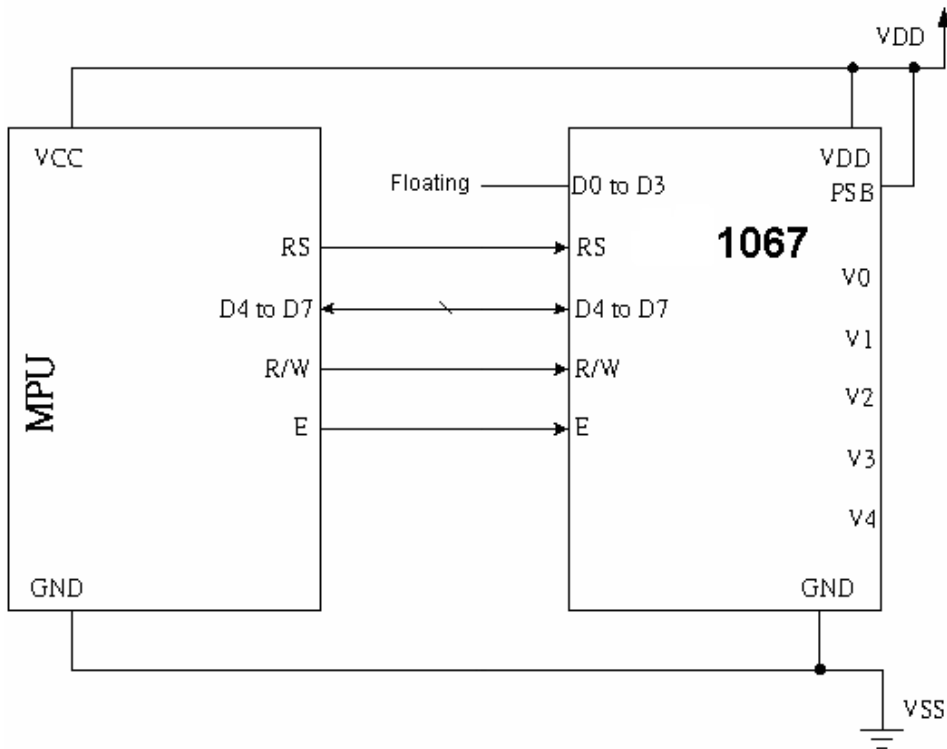 VDD
VCC
VDD
Floating
D0 to D3
PSB
1067
RS
RS
V0
D4 to D7
D4 to D7
V1
MPU
R/W
R/W
V2
E
E
V3
V4
GND
GND
VSS